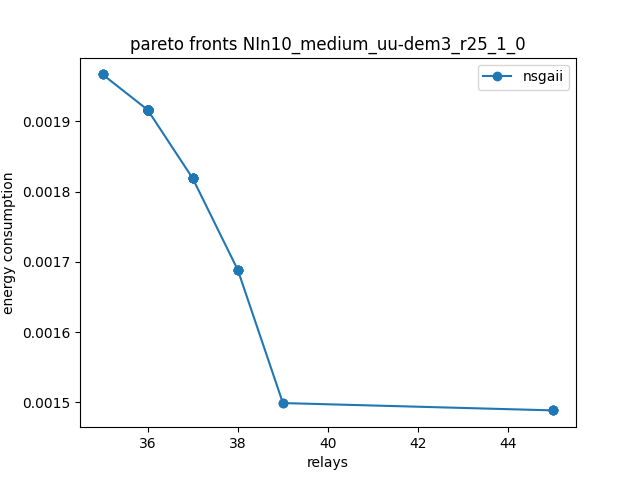 pareto fronts NIn10_medium_uu-dem3_r25_1_0
nsgaii
energy consumption
0.0019
0.0018
0.0017
0.0016
0.0015
36 38 40 42 44
relays